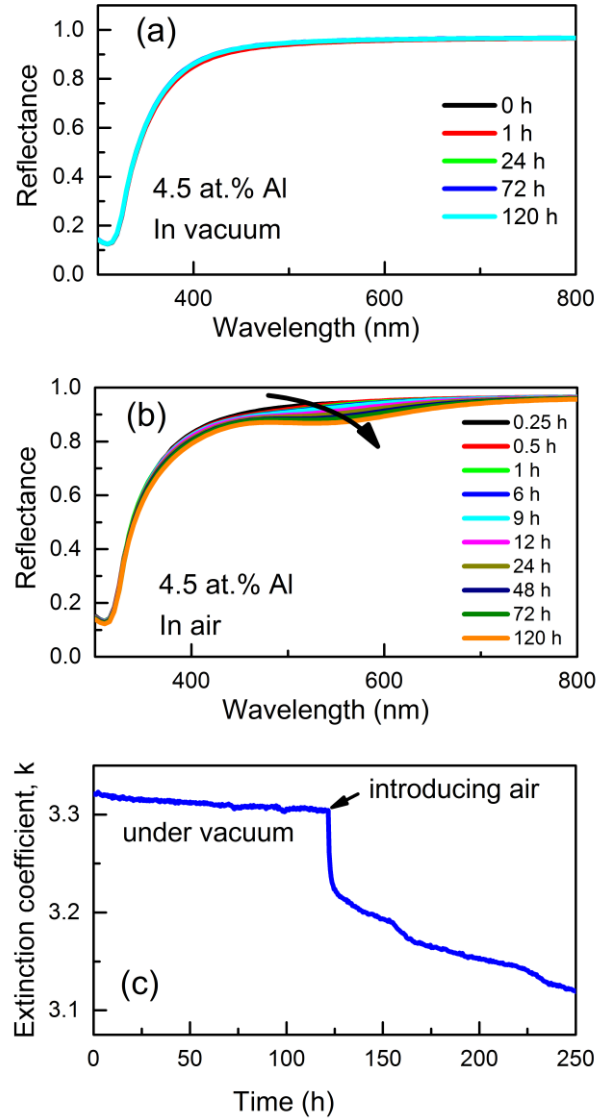 (a)
1.0
0.8
0.6
0.4
0.2
0.0
Reflectance
0 h
1 h
24 h
72 h
120 h
4.5 at.% Al
In vacuum
400 600 800
Wavelength (nm)
(b)
1.0
0.8
0.6
0.4
0.2
0.0
Reflectance
0.25 h
0.5 h
1 h
6 h
9 h
12 h
24 h
48 h
72 h
120 h
4.5 at.% Al
In air
400 600 800
Wavelength (nm)
Extinction coefficient, k
3.3
3.2
3.1
introducing air
under vacuum
(c)
0 50 100 150 200 250
Time (h)